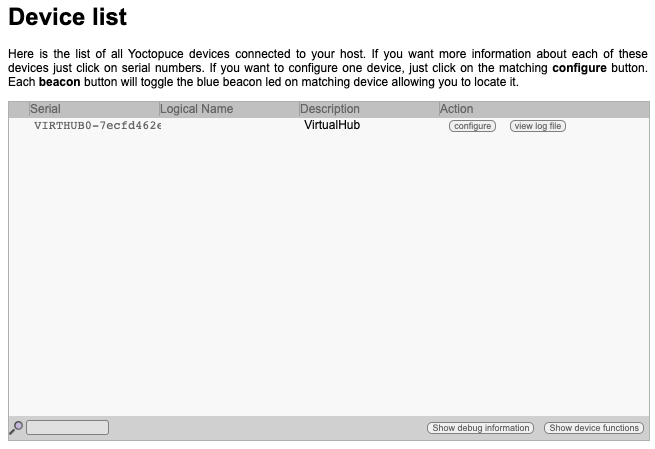 Device list
Here is the list of all Yoctopuce devices connected to your host. If you want more information about each of these
devices just click on serial numbers. If you want to configure one device, just click on the matching configure button.
Each beacon button will toggle the blue beacon led on matching device allowing you to locate it.
Serial Logical Name Description Action
VIRTHUB0-7ecfd462e VirtualHub configure view log file
Show debug information Show device functions